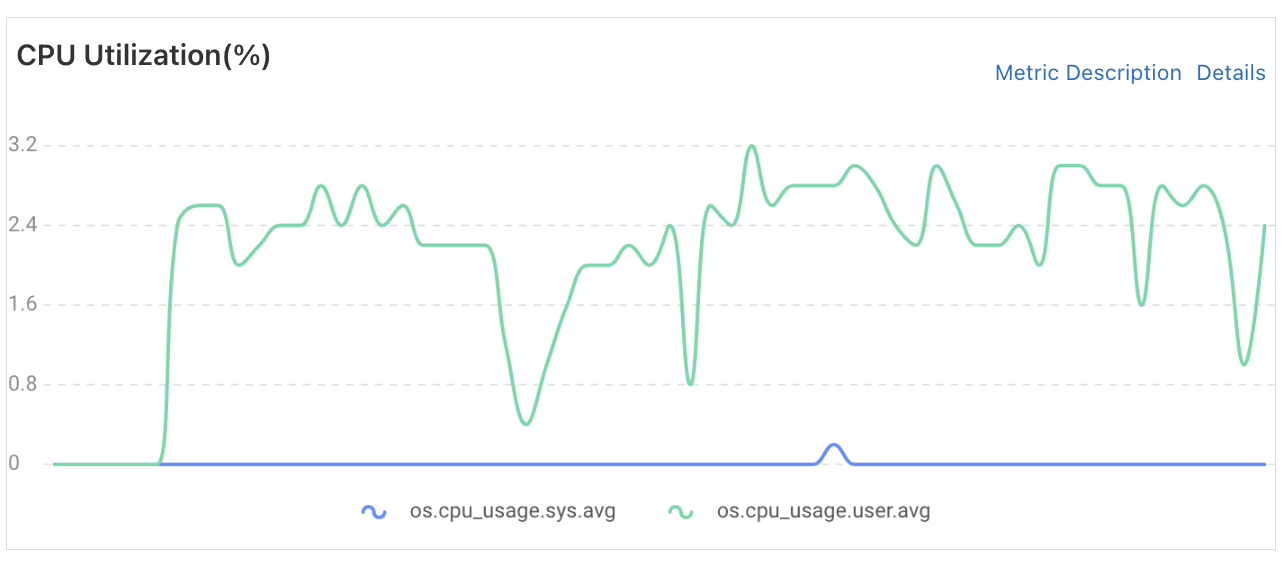 CPU Utilization(%)
Metric Description Details
3.2
2.4
1.6
0.8
0
os.cpu_usage.sys.avg os.cpu_usage.user.avg